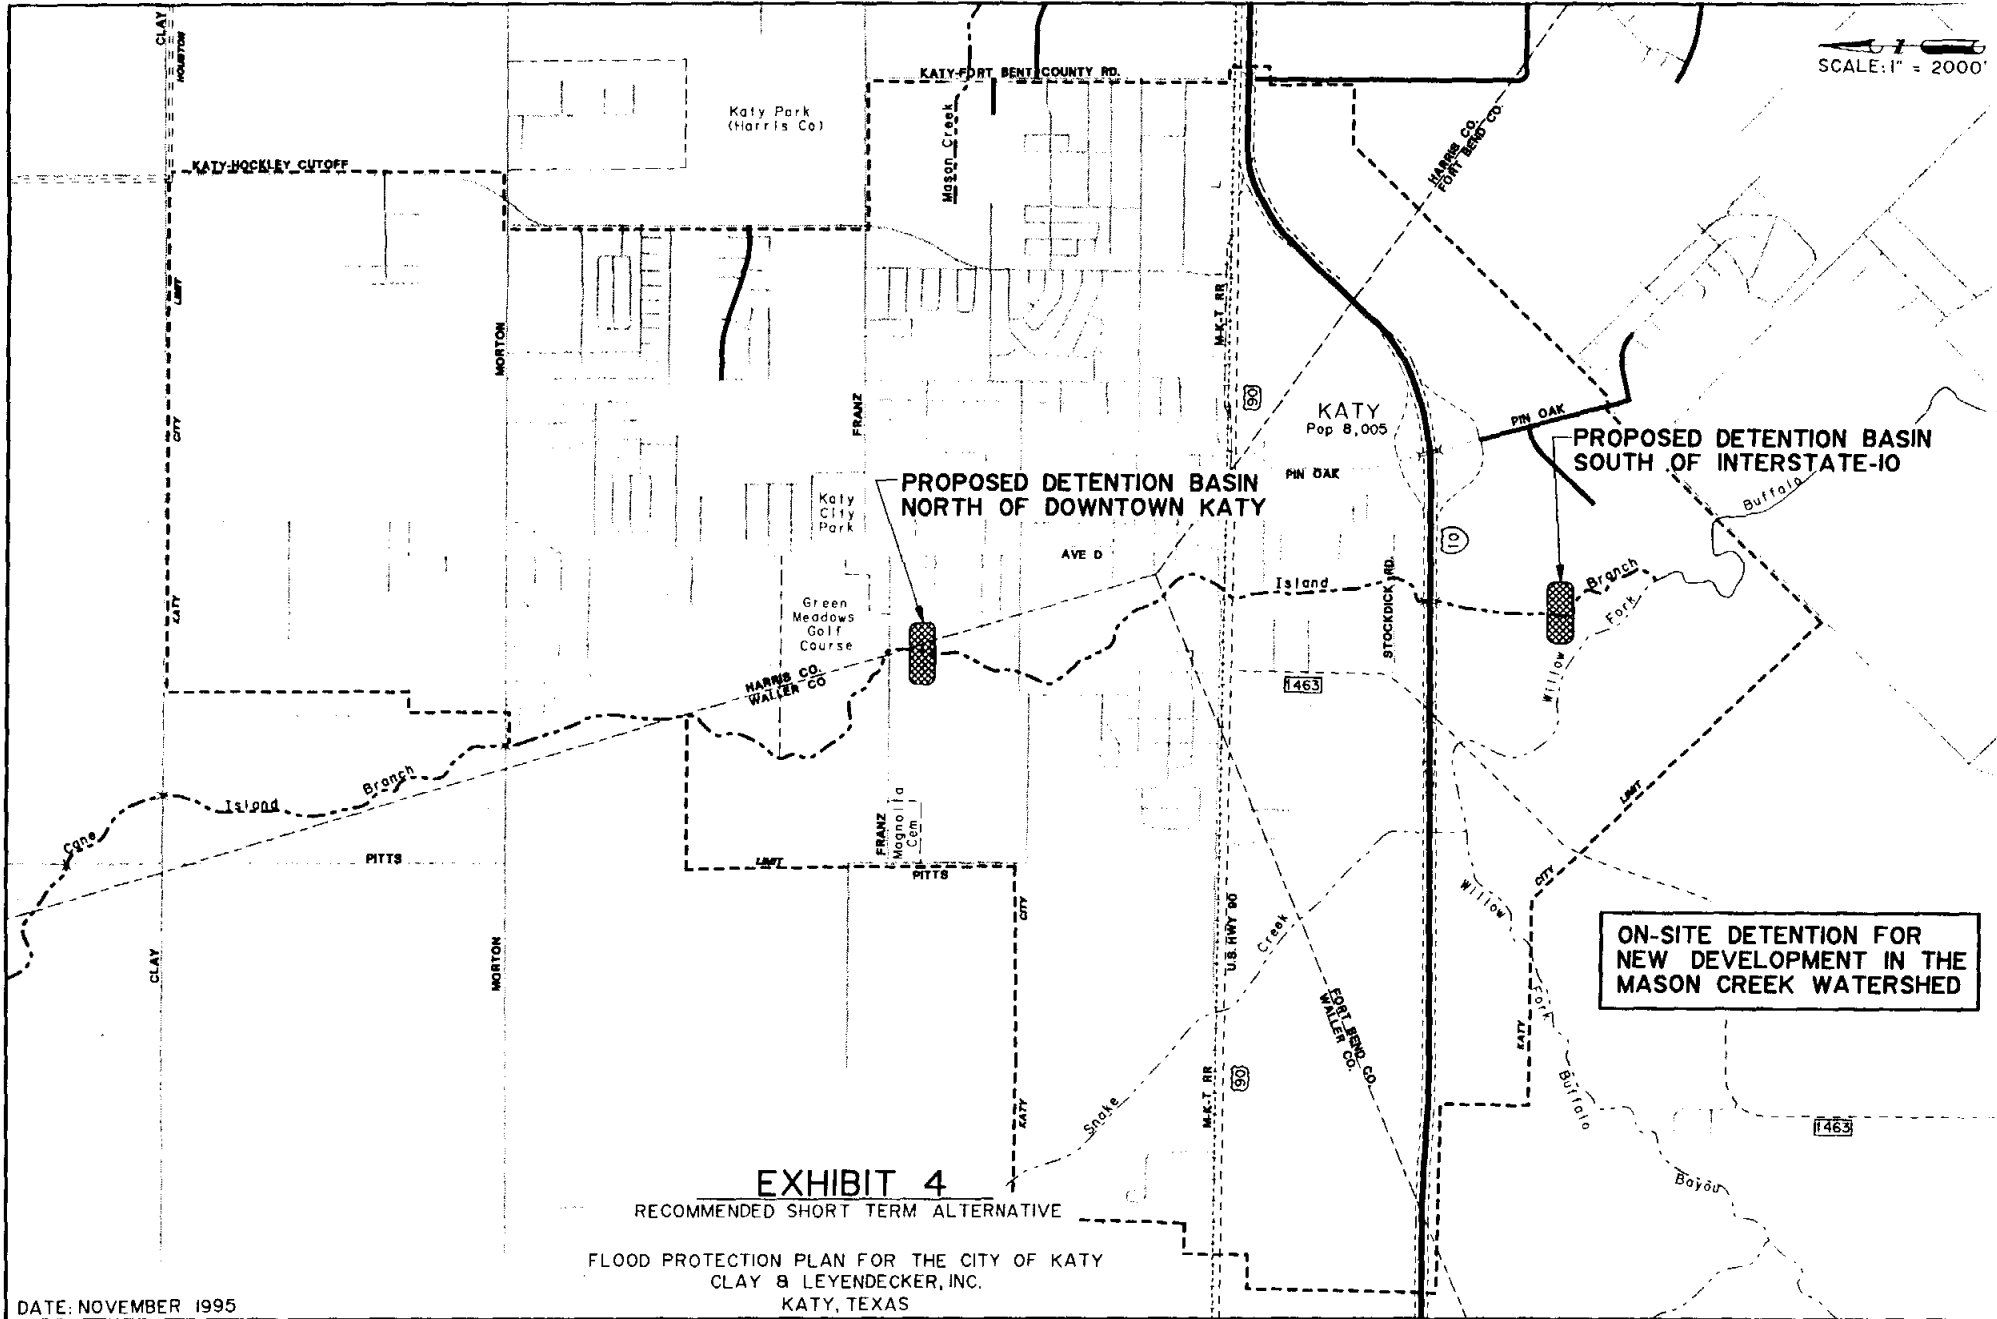 CLAY
HOUSTON
SCALE: 1" = 2000'
KATY-FORT BENT COUNTY RD.
Katy Park
(Harris Co)
Mason Creek
KATY-HOCKLEY CUTOFF
HARRIS CO.
FORT BEND CO.
LIMIT
CITY
KATY
MORTON
FRANZ
M-K-T RR
90
KATY
Pop 8,005
PIN OAK
PIN OAK
PROPOSED DETENTION BASIN
SOUTH OF INTERSTATE-10
PROPOSED DETENTION BASIN
NORTH OF DOWNTOWN KATY
Katy
City
Park
AVE D
10
Buffalo
Island
Branch
Fork
Willow
STOCKDICK RD.
Green
Meadows
Golf
Course
HARRIS CO.
WALLER CO
1463
Cane
Island
Branch
PITTS
FRANZ
Magnolia
Cem
LIMIT
PITTS
CITY
KATY
LIMIT
CITY
KATY
Willow
Fork
Buffalo
Bayou
CLAY
MORTON
Creek
Snake
U.S. HWY 90
M-K-T RR
90
FORT BEND CO.
WALLER CO.
ON-SITE DETENTION FOR
NEW DEVELOPMENT IN THE
MASON CREEK WATERSHED
1463
EXHIBIT 4
RECOMMENDED SHORT TERM ALTERNATIVE
FLOOD PROTECTION PLAN FOR THE CITY OF KATY
CLAY & LEYENDECKER, INC.
KATY, TEXAS
DATE: NOVEMBER 1995